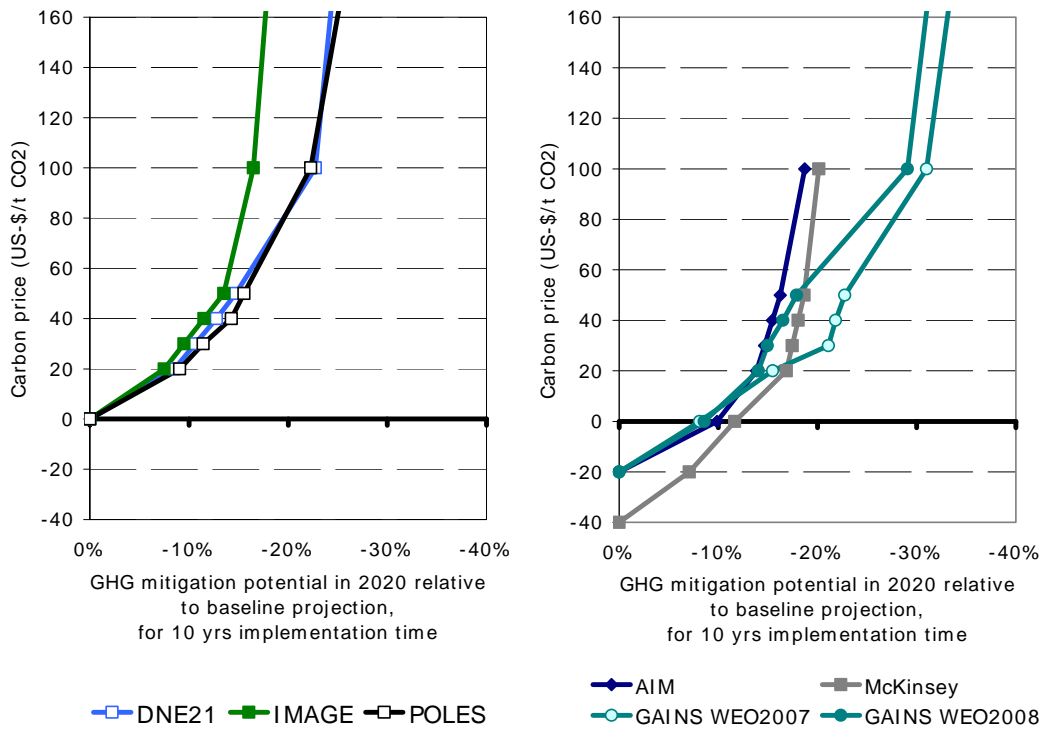 160
140
120
100
80
60
40
20
0
-20
-40
Carbon price (US-$/t CO2)
0% -10% -20% -30% -40%
GHG mitigation potential in 2020 relative
to baseline projection,
for 10 yrs implementation time
DNE21 IMAGE POLES
160
140
120
100
80
60
40
20
0
-20
-40
Carbon price (US-$/t CO2)
0% -10% -20% -30% -40%
GHG mitigation potential in 2020 relative
to baseline projection,
for 10 yrs implementation time
AIM McKinsey
GAINS WEO2007 GAINS WEO2008